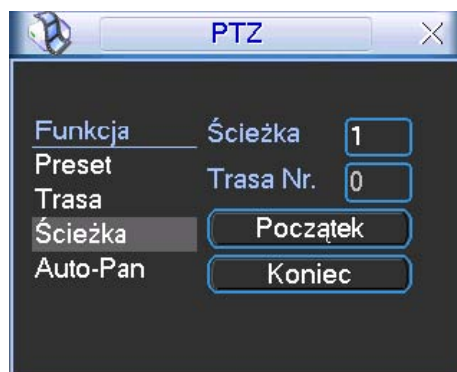 PTZ
Funkcja
Preset
Trasa
Ścieżka
Auto-Pan
Ścieżka 1
Trasa Nr. 0
Początek
Koniec